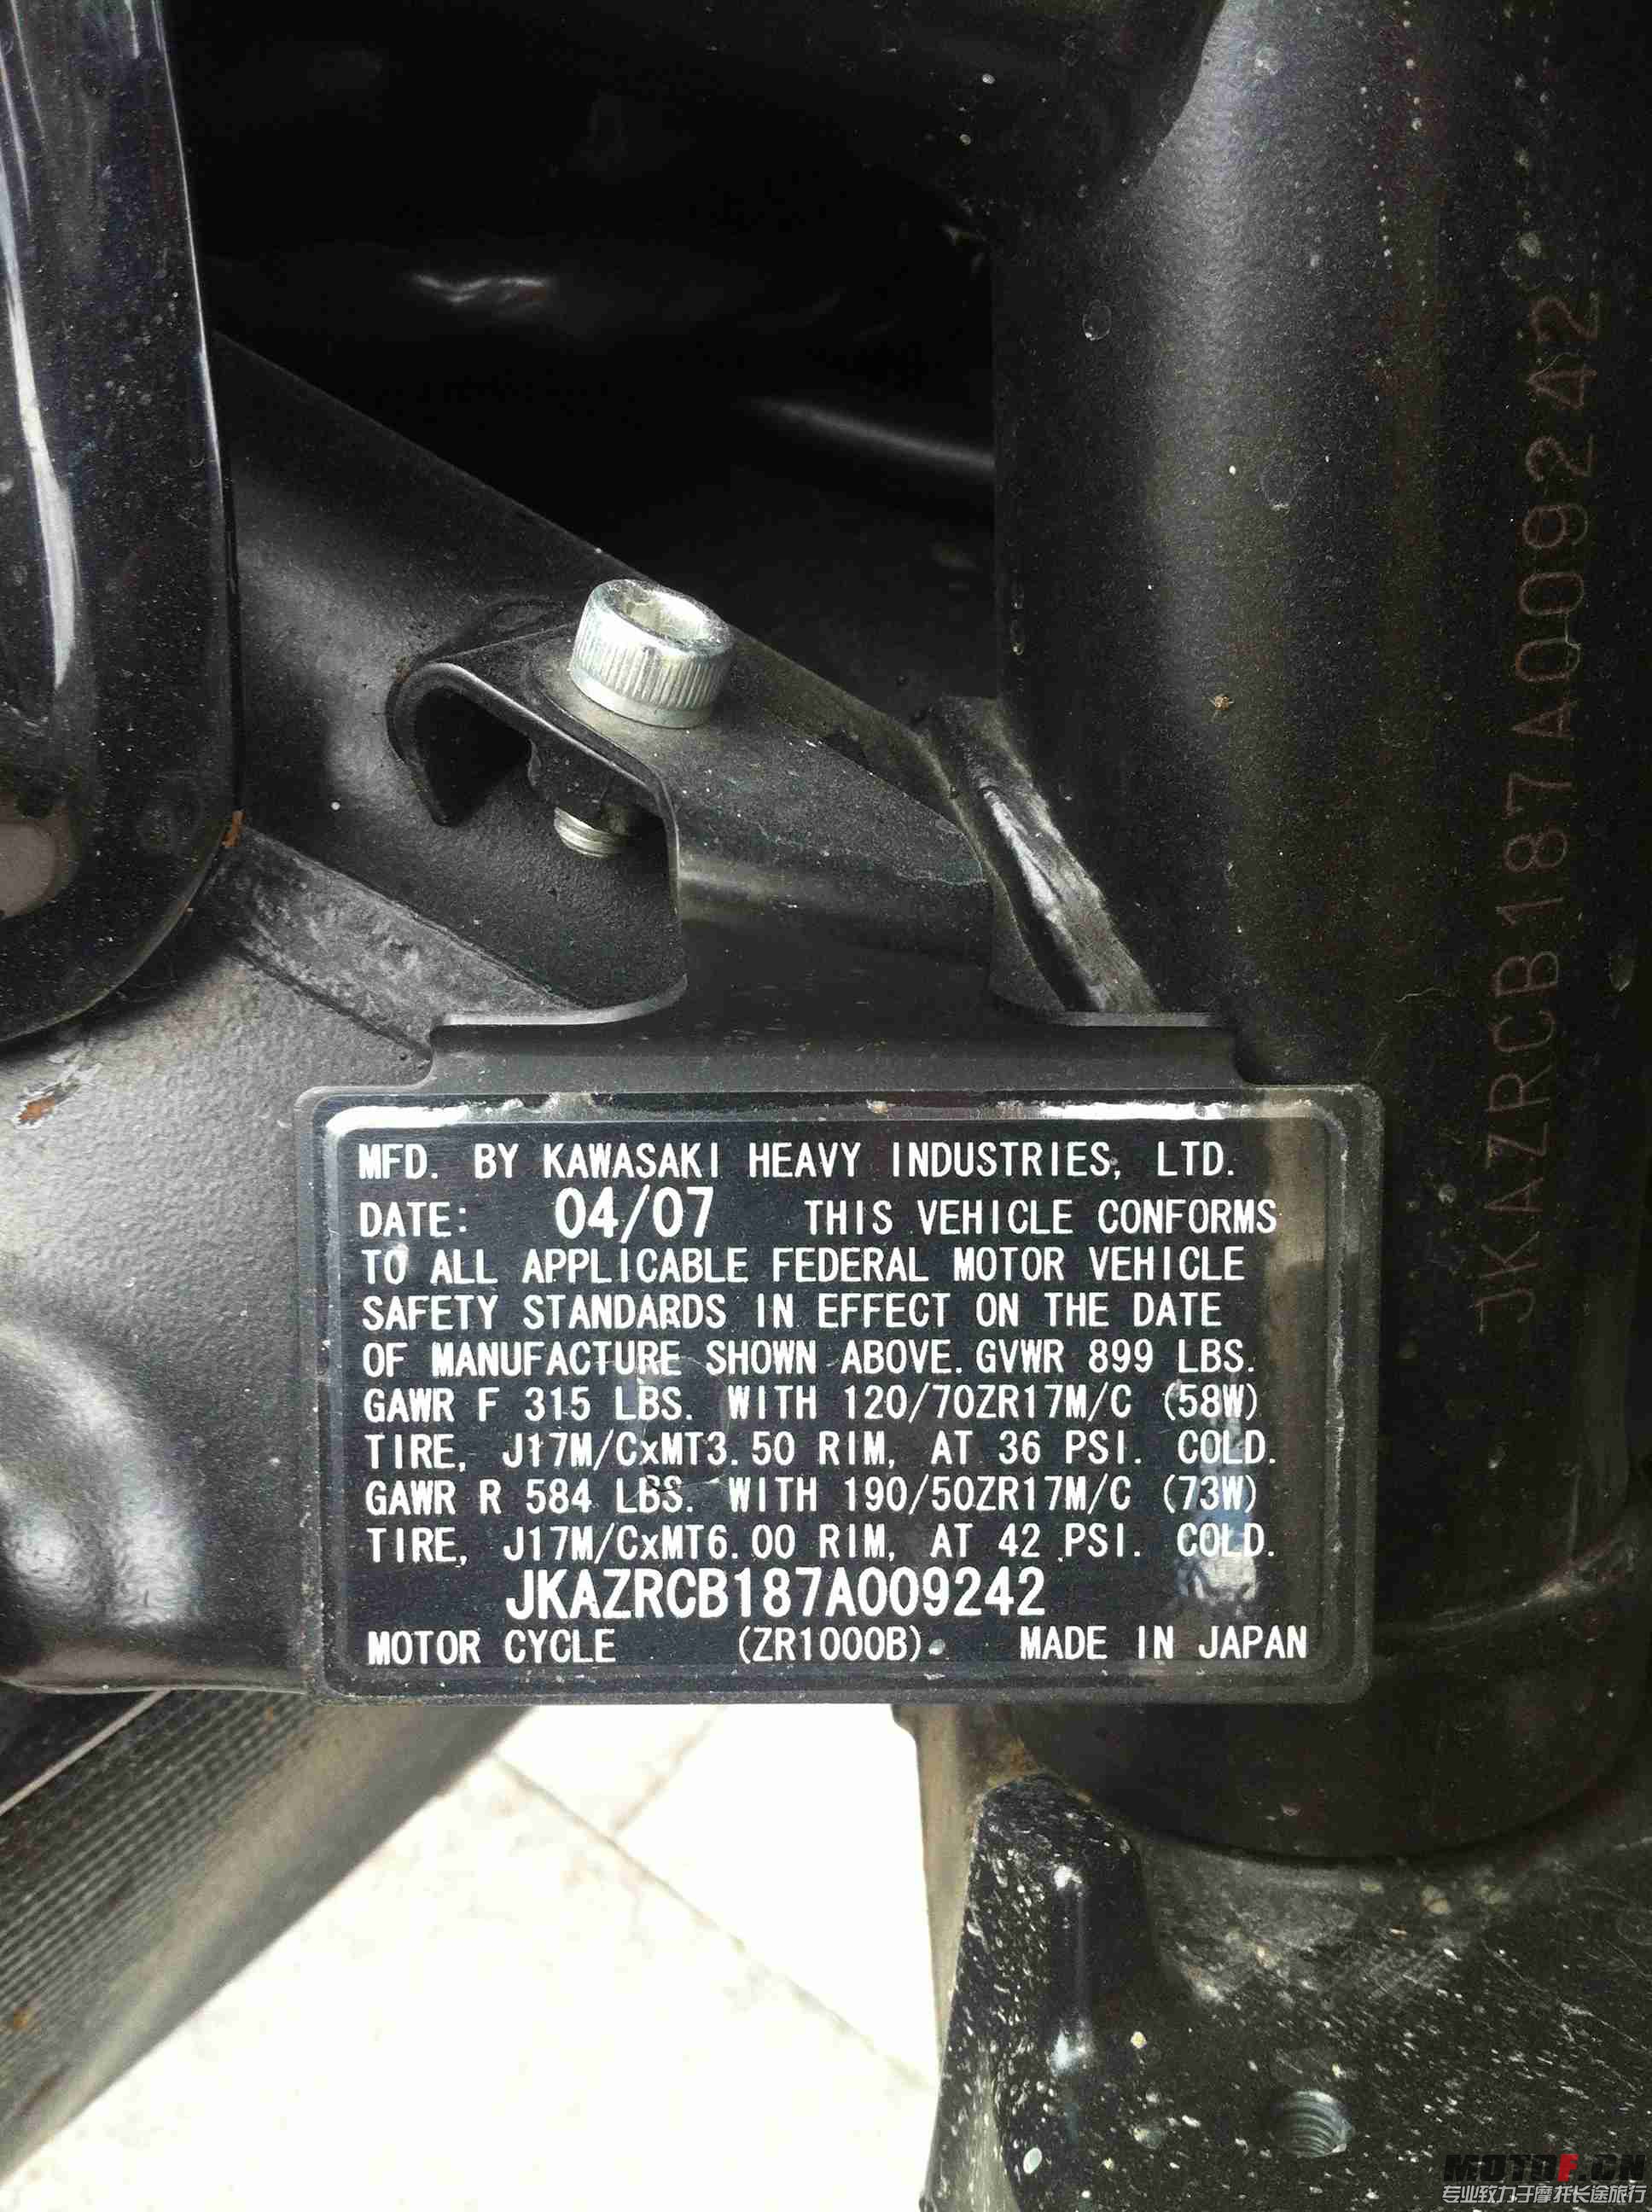 MFD. BY KAWASAKI HEAVY INDUSTRIES, LTD.
DATE: 04/07 THIS VEHICLE CONFORMS
TO ALL APPLICABLE FEDERAL MOTOR VEHICLE
SAFETY STANDARDS IN EFFECT ON THE DATE
OF MANUFACTURE SHOWN ABOVE. GVWR 899 LBS.
GAWR F 315 LBS. WITH 120/70ZR17M/C (58W)
TIRE, J17M/CxMT3.50 RIM, AT 36 PSI. COLD.
GAWR R 584 LBS. WITH 190/50ZR17M/C (73W)
TIRE, J17M/CxMT6.00 RIM, AT 42 PSI. COLD.
JKAZRCB187A009242
MOTOR CYCLE (ZR1000B) MADE IN JAPAN
JKAZRCB187A009242
MOTOF.CN
专业致力于摩托长途旅行